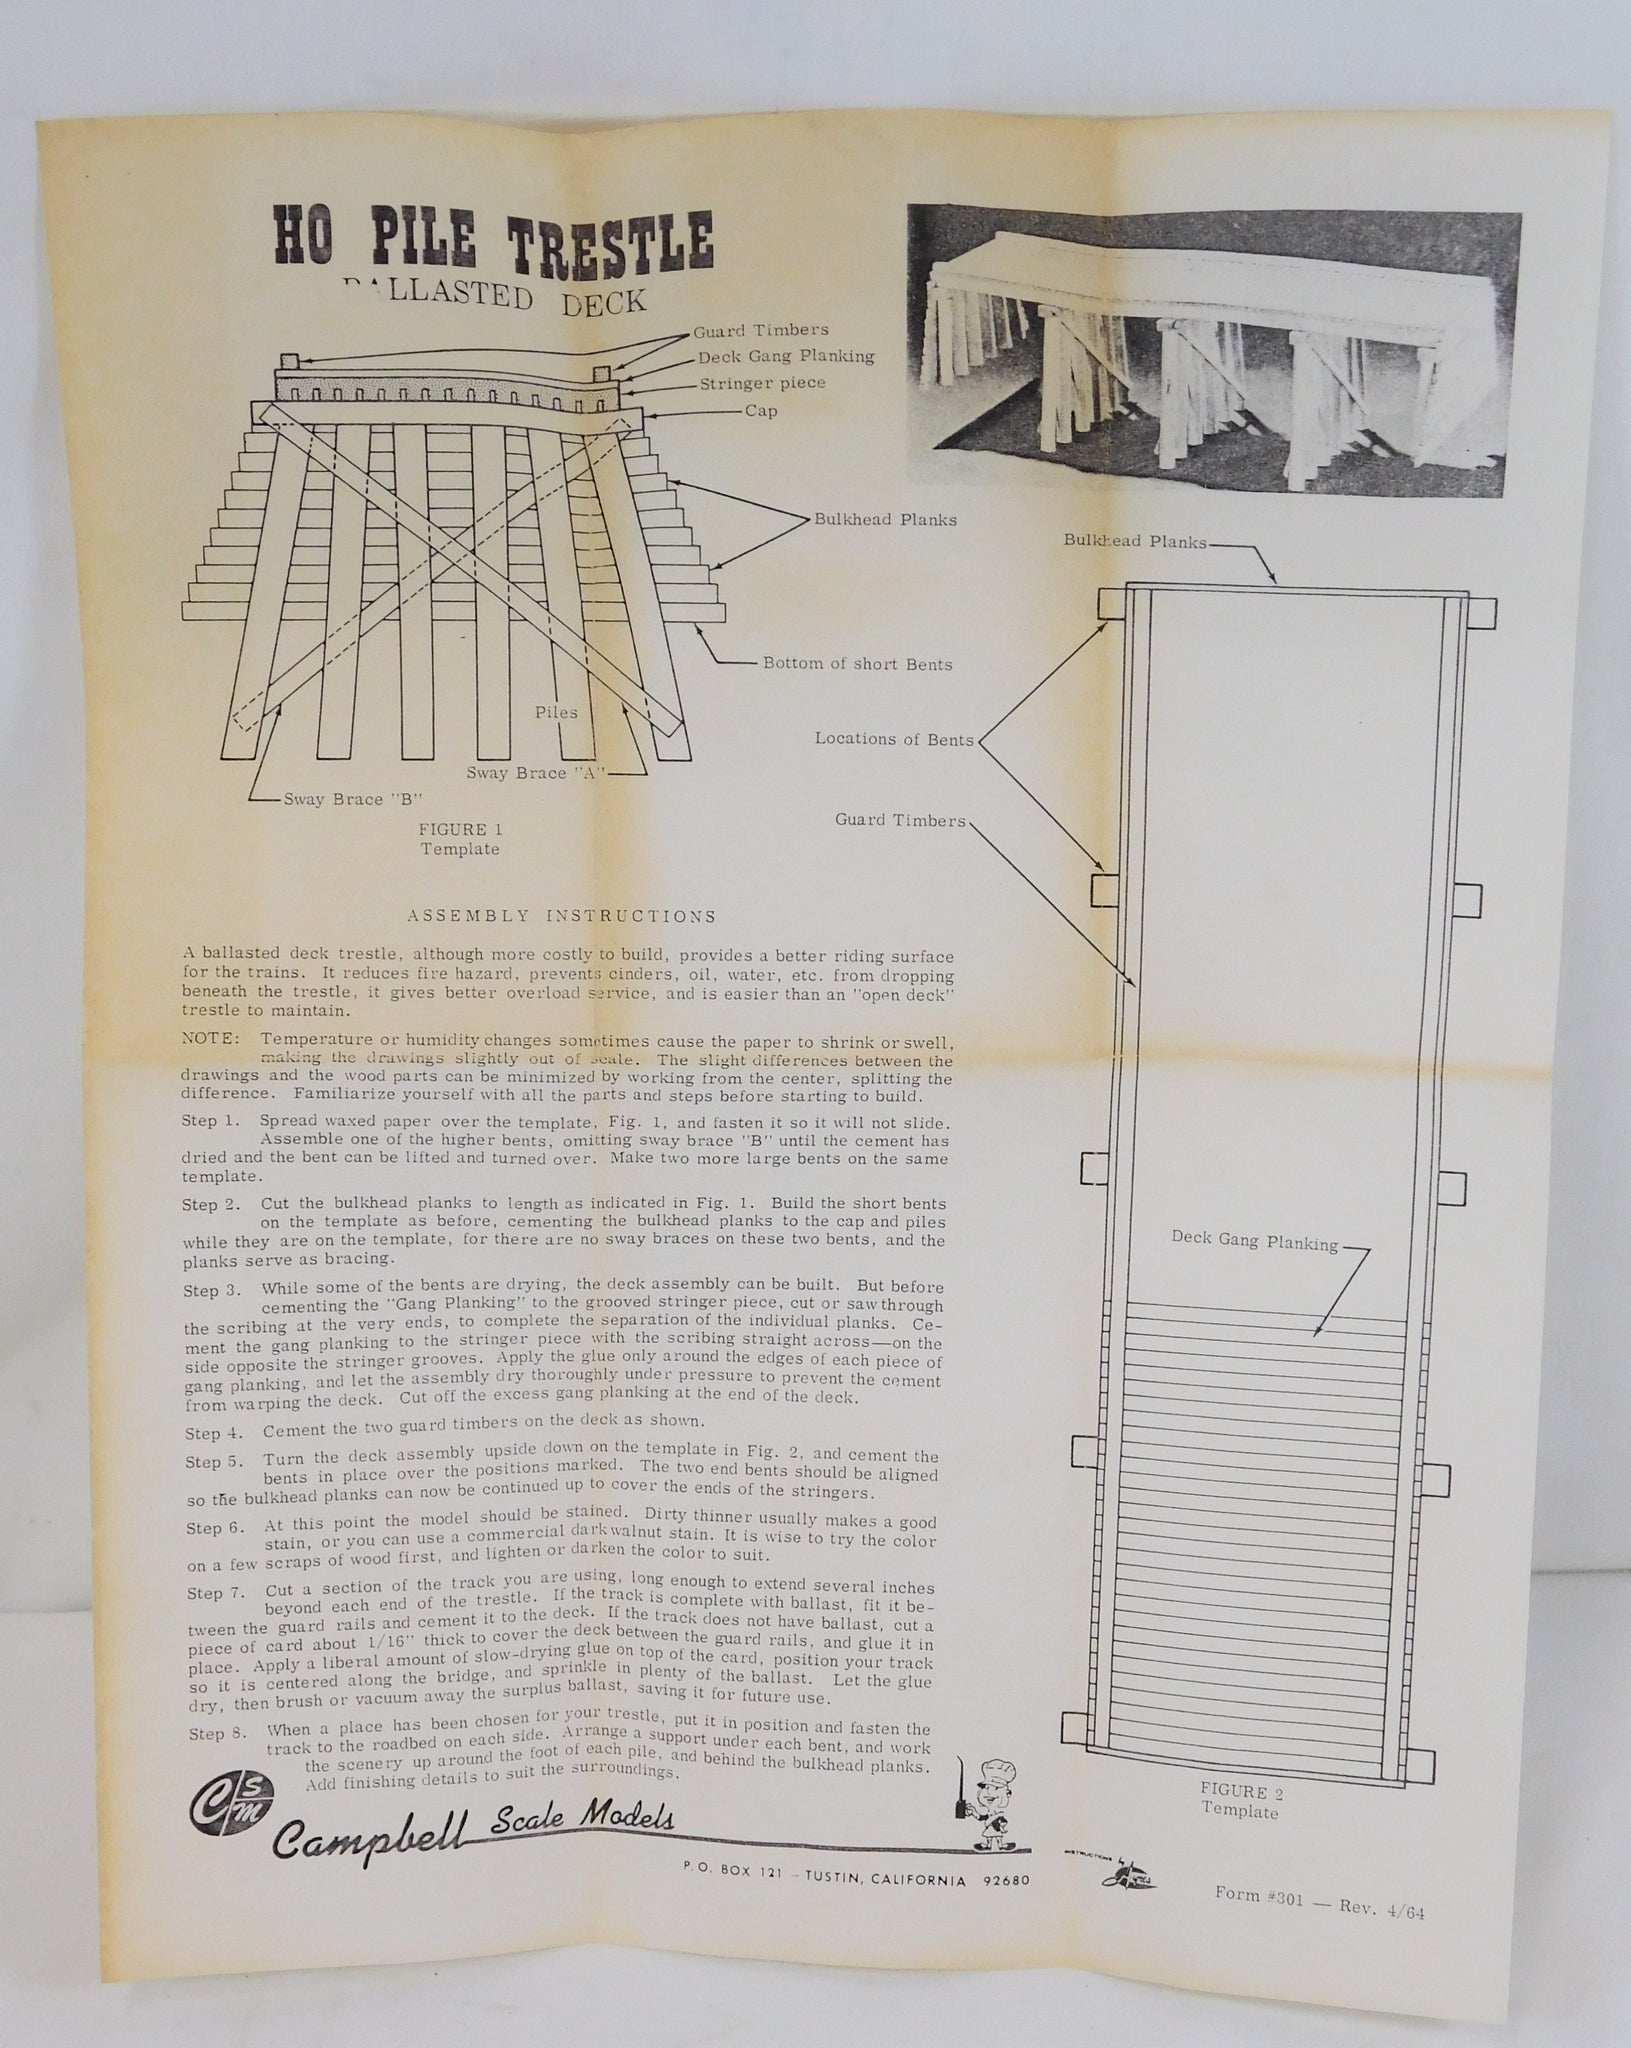 HO PILE TRESTLE
BALLASTED DECK
Guard Timbers
Deck Gang Planking
Stringer piece
Cap
Bulkhead Planks
Bottom of short Bents
Piles
Sway Brace "A"
Sway Brace "B"
FIGURE 1
Template
Bulkhead Planks
Locations of Bents
Guard Timbers
Deck Gang Planking
FIGURE 2
Template
ASSEMBLY INSTRUCTIONS
A ballasted deck trestle, although more costly to build, provides a better riding surface
for the trains. It reduces fire hazard, prevents cinders, oil, water, etc. from dropping
beneath the trestle, it gives better overload service, and is easier than an "open deck"
trestle to maintain.
NOTE: Temperature or humidity changes sometimes cause the paper to shrink or swell,
making the drawings slightly out of scale. The slight differences between the
drawings and the wood parts can be minimized by working from the center, splitting the
difference. Familiarize yourself with all the parts and steps before starting to build.
Step 1. Spread waxed paper over the template, Fig. 1, and fasten it so it will not slide.
Assemble one of the higher bents, omitting sway brace "B" until the cement has
dried and the bent can be lifted and turned over. Make two more large bents on the same
template.
Step 2. Cut the bulkhead planks to length as indicated in Fig. 1. Build the short bents
on the template as before, cementing the bulkhead planks to the cap and piles
while they are on the template, for there are no sway braces on these two bents, and the
planks serve as bracing.
Step 3. While some of the bents are drying, the deck assembly can be built. But before
cementing the "Gang Planking" to the grooved stringer piece, cut or saw through
the scribing at the very ends, to complete the separation of the individual planks. Ce-
ment the gang planking to the stringer piece with the scribing straight across—on the
side opposite the stringer grooves. Apply the glue only around the edges of each piece of
gang planking, and let the assembly dry thoroughly under pressure to prevent the cement
from warping the deck. Cut off the excess gang planking at the end of the deck.
Step 4. Cement the two guard timbers on the deck as shown.
Step 5. Turn the deck assembly upside down on the template in Fig. 2, and cement the
bents in place over the positions marked. The two end bents should be aligned
so the bulkhead planks can now be continued up to cover the ends of the stringers.
Step 6. At this point the model should be stained. Dirty thinner usually makes a good
stain, or you can use a commercial dark walnut stain. It is wise to try the color
on a few scraps of wood first, and lighten or darken the color to suit.
Step 7. Cut a section of the track you are using, long enough to extend several inches
beyond each end of the trestle. If the track is complete with ballast, fit it be-
tween the guard rails and cement it to the deck. If the track does not have ballast, cut a
piece of card about 1/16" thick to cover the deck between the guard rails, and glue it in
place. Apply a liberal amount of slow-drying glue on top of the card, position your track
so it is centered along the bridge, and sprinkle in plenty of the ballast. Let the glue
dry, then brush or vacuum away the surplus ballast, saving it for future use.
Step 8. When a place has been chosen for your trestle, put it in position and fasten the
track to the roadbed on each side. Arrange a support under each bent, and work
the scenery up around the foot of each pile, and behind the bulkhead planks.
Add finishing details to suit the surroundings.
CSM
Campbell Scale Models
P.O. BOX 121 - TUSTIN, CALIFORNIA 92680
INSTRUCTIONS by
Form #301 — Rev. 4/64